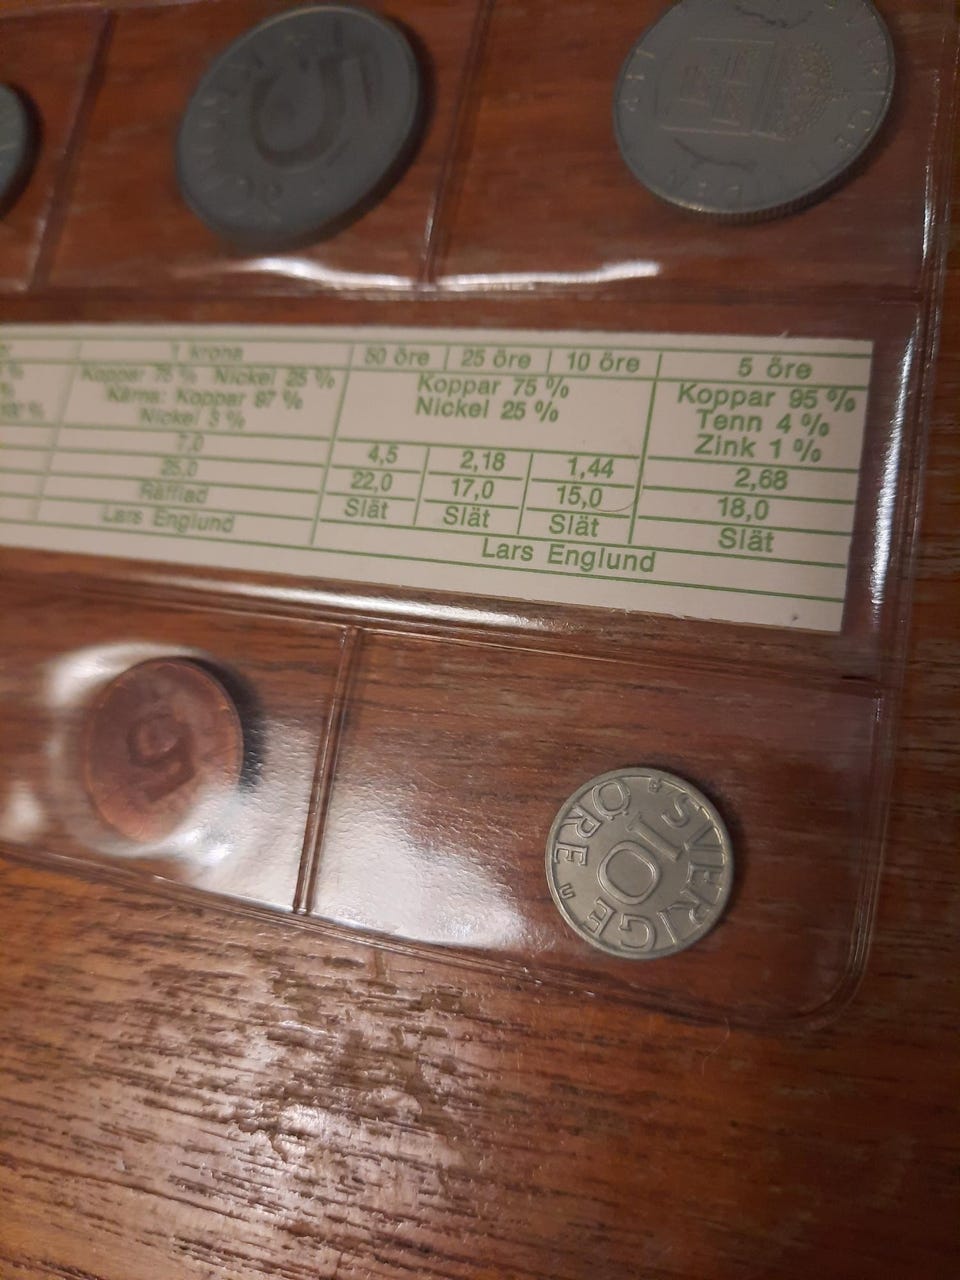 5
1 krona
50 öre
25 öre
10 öre
5 öre
Koppar 75 % Nickel 25 %
Kärna: Koppar 97 %
Nickel 3 %
Koppar 75 %
Nickel 25 %
Koppar 95 %
Tenn 4 %
Zink 1 %
7,0
4,5
2,18
1,44
2,68
25,0
22,0
17,0
15,0
18,0
Räfflad
Slät
Slät
Slät
Slät
Lars Englund
Lars Englund
5
SVERIGE
10
ÖRE
U